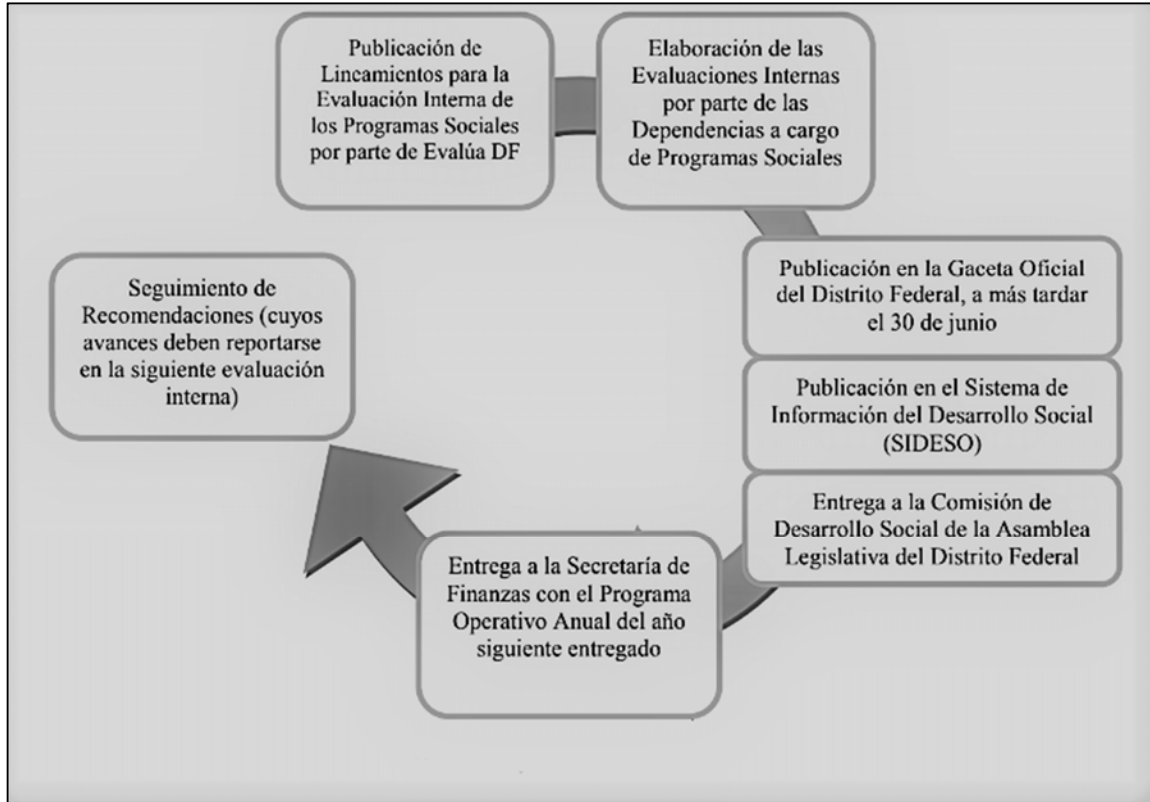 Publicación de
Lineamientos para la
Evaluación Interna de
los Programas Sociales
por parte de Evalúa DF
Elaboración de las
Evaluaciones Internas
por parte de las
Dependencias a cargo
de Programas Sociales
Publicación en la Gaceta Oficial
del Distrito Federal, a más tardar
el 30 de junio
Publicación en el Sistema de
Información del Desarrollo Social
(SIDESO)
Entrega a la Comisión de
Desarrollo Social de la Asamblea
Legislativa del Distrito Federal
Entrega a la Secretaría de
Finanzas con el Programa
Operativo Anual del año
siguiente entregado
Seguimiento de
Recomendaciones (cuyos
avances deben reportarse
en la siguiente evaluación
interna)